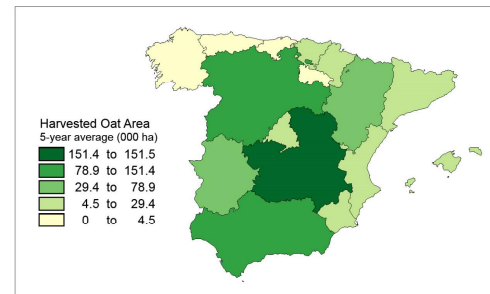 Harvested Oat Area
5-year average (000 ha)
151.4 to 151.5
78.9 to 151.4
29.4 to 78.9
4.5 to 29.4
0 to 4.5